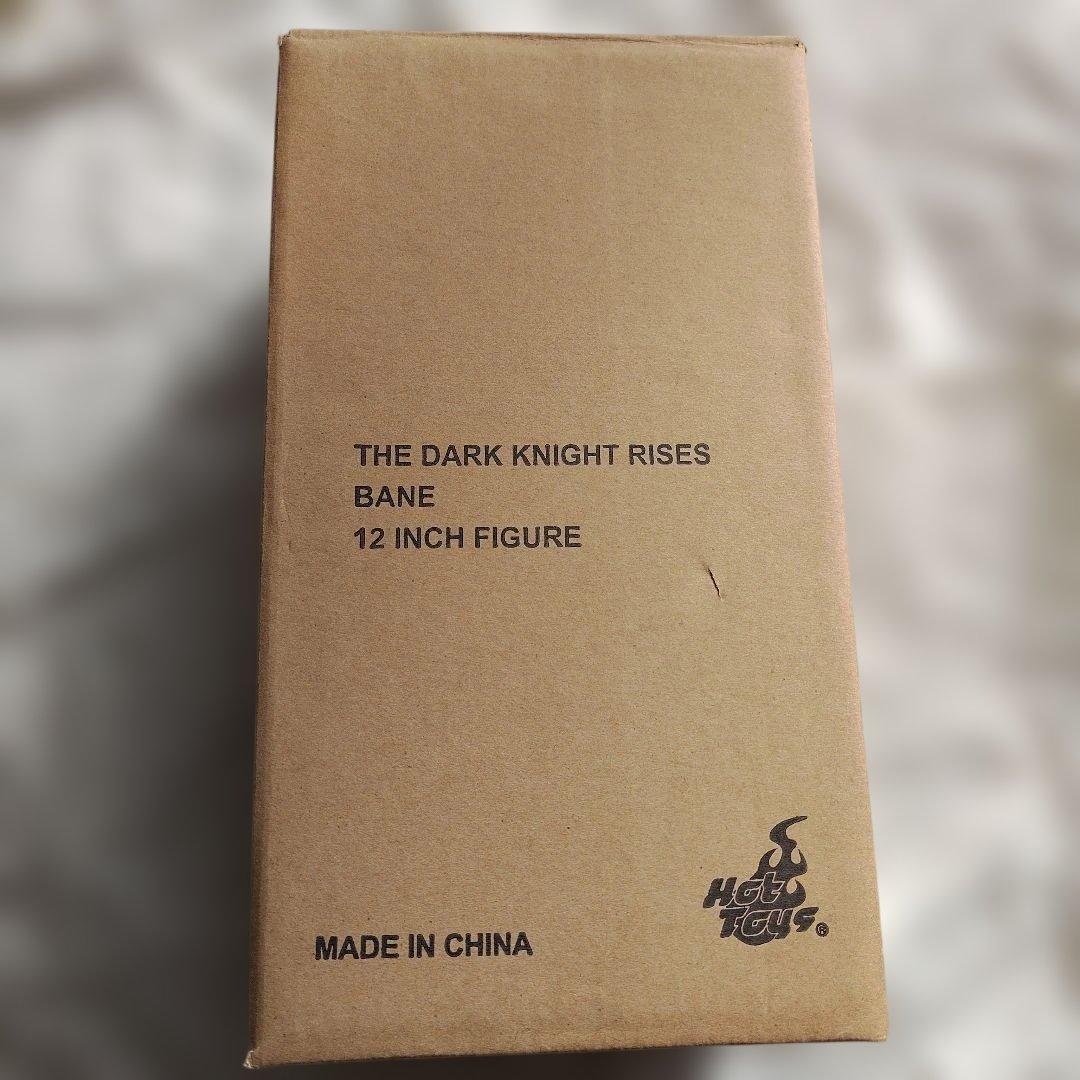 THE DARK KNIGHT RISES
BANE
12 INCH FIGURE
Hot
Toys®
MADE IN CHINA